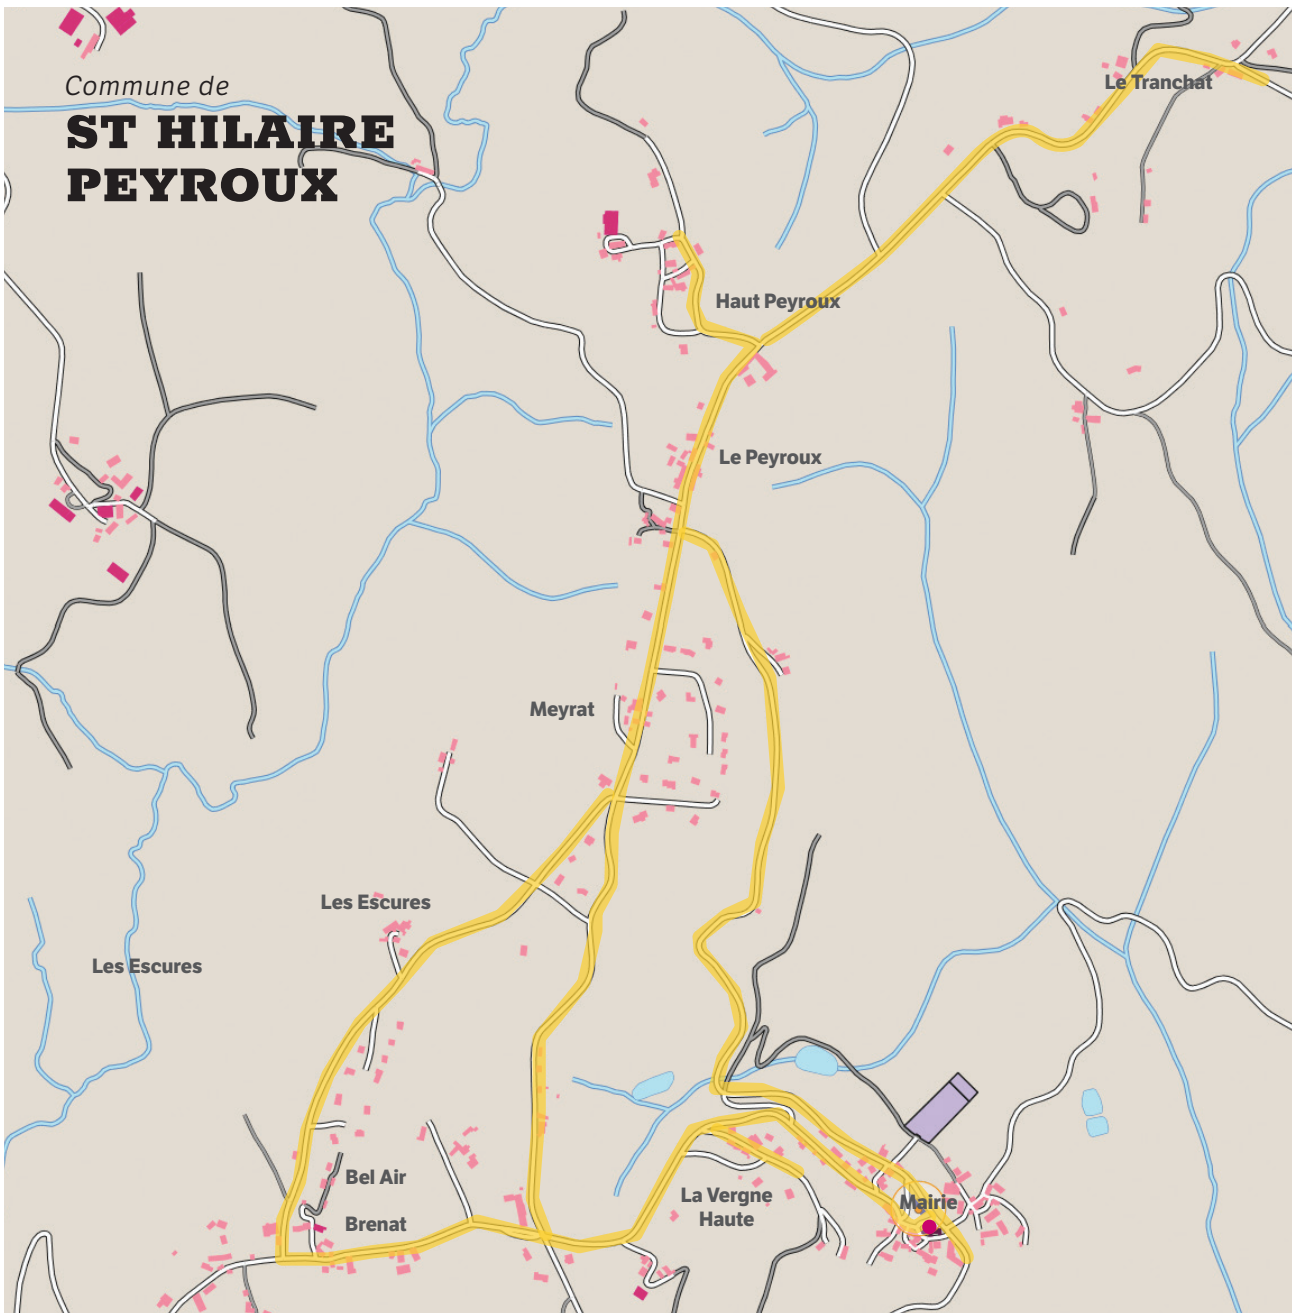 Commune de
ST HILAIRE
PEYROUX
Le Tranchat
Haut Peyroux
Le Peyroux
Meyrat
Les Escures
Les Escures
Bel Air
Brenat
La Vergne
Haute
Mairie